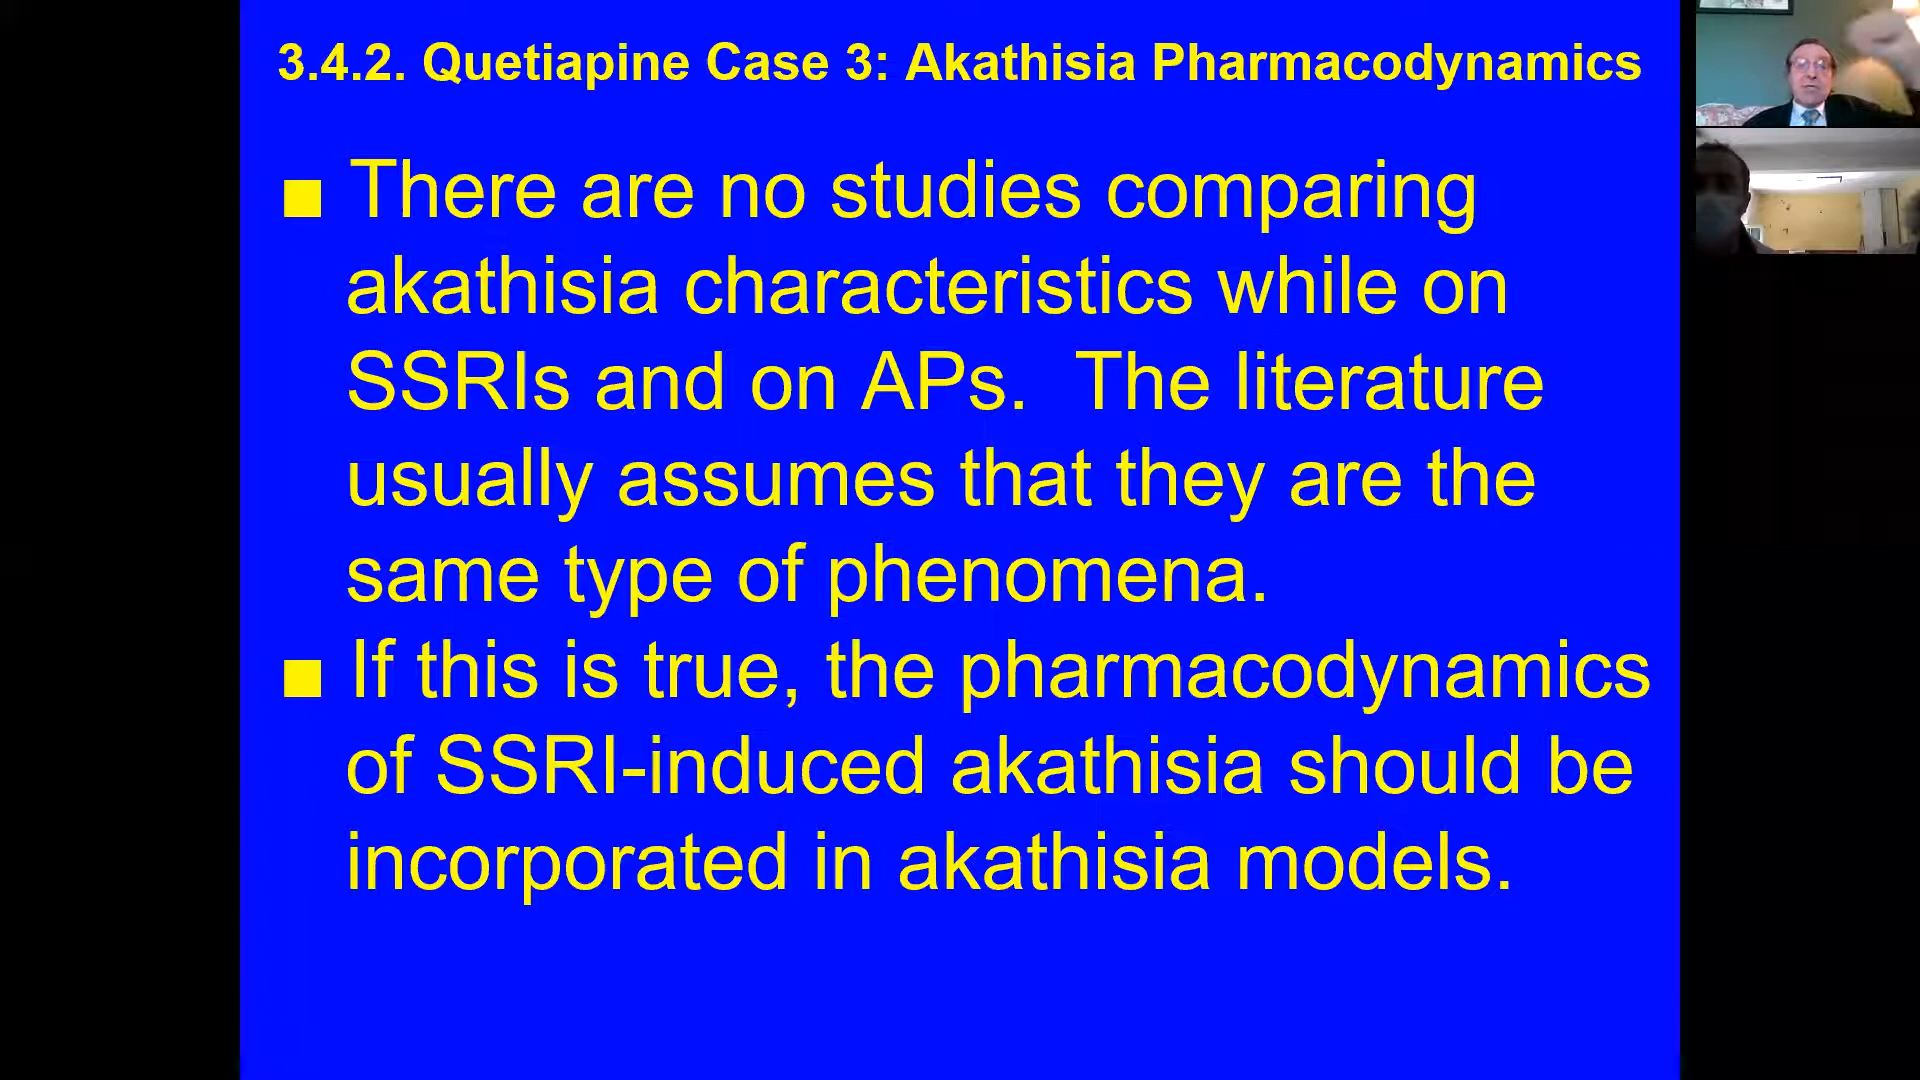 3.4.2. Quetiapine Case 3: Akathisia Pharmacodynamics
■ There are no studies comparing
akathisia characteristics while on
SSRIs and on APs.  The literature
usually assumes that they are the
same type of phenomena.
■ If this is true, the pharmacodynamics
of SSRI-induced akathisia should be
incorporated in akathisia models.